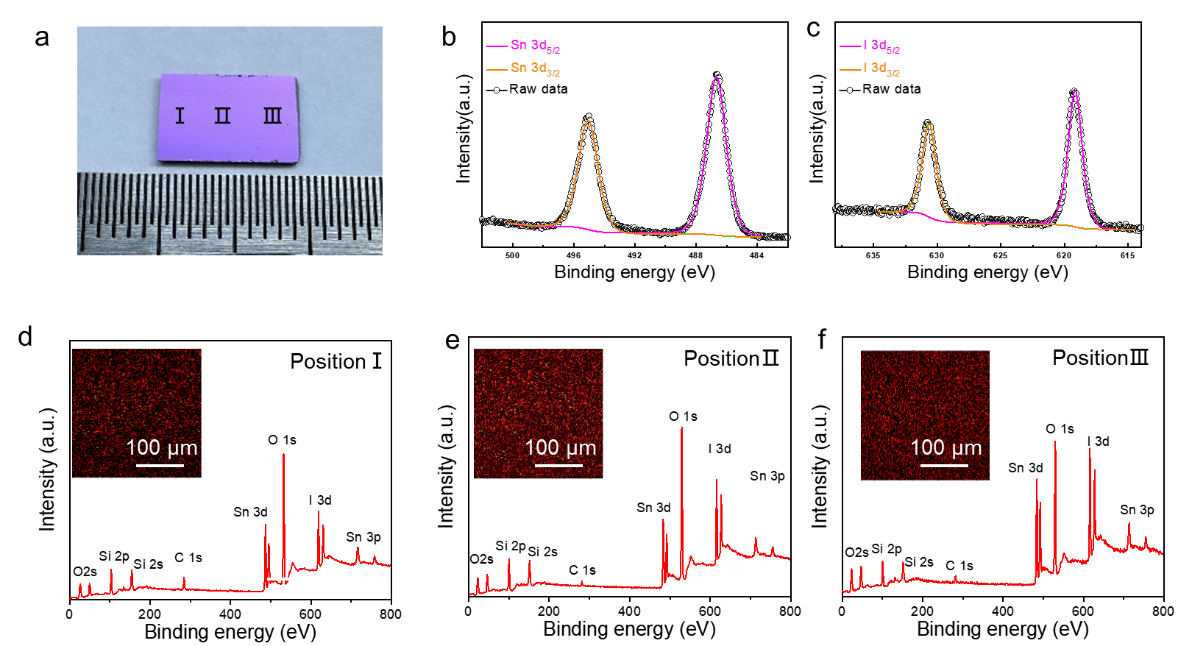 a
Ⅰ Ⅱ Ⅲ
b
Sn 3d5/2
Sn 3d3/2
Raw data
Intensity(a.u.)
500 496 492 488 484
Binding energy (eV)
c
I 3d5/2
I 3d3/2
Raw data
Intensity(a.u.)
635 630 625 620 615
Binding energy (eV)
d
Position Ⅰ
100 μm
O 1s
Sn 3d
I 3d
Sn 3p
Si 2p
Si 2s
C 1s
O2s
Intensity (a.u.)
0 200 400 600 800
Binding energy (eV)
e
Position Ⅱ
100 μm
O 1s
I 3d
Sn 3p
Sn 3d
Si 2p
Si 2s
C 1s
O2s
Intensity (a.u.)
0 200 400 600 800
Binding energy (eV)
f
Position Ⅲ
100 μm
O 1s
I 3d
Sn 3d
Sn 3p
Si 2p
O2s
Si 2s
C 1s
Intensity (a.u.)
0 200 400 600 800
Binding energy (eV)